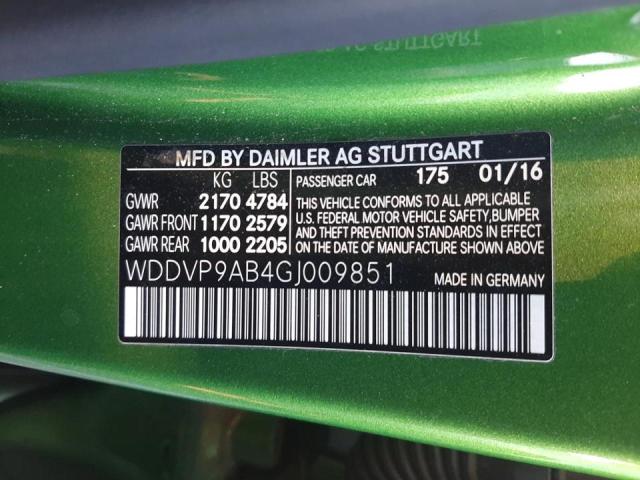 MFD BY DAIMLER AG STUTTGART
KG LBS PASSENGER CAR 175 01/16
GVWR 2170 4784
GAWR FRONT 1170 2579
GAWR REAR 1000 2205
THIS VEHICLE CONFORMS TO ALL APPLICABLE
U.S. FEDERAL MOTOR VEHICLE SAFETY,BUMPER
AND THEFT PREVENTION STANDARDS IN EFFECT
ON THE DATE OF MANUFACTURE SHOWN ABOVE.
WDDVP9AB4GJ009851 MADE IN GERMANY